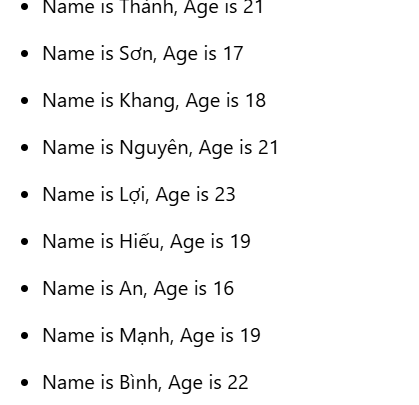 Name is Thành, Age is 21
Name is Sơn, Age is 17
Name is Khang, Age is 18
Name is Nguyên, Age is 21
Name is Lợi, Age is 23
Name is Hiếu, Age is 19
Name is An, Age is 16
Name is Mạnh, Age is 19
Name is Bình, Age is 22